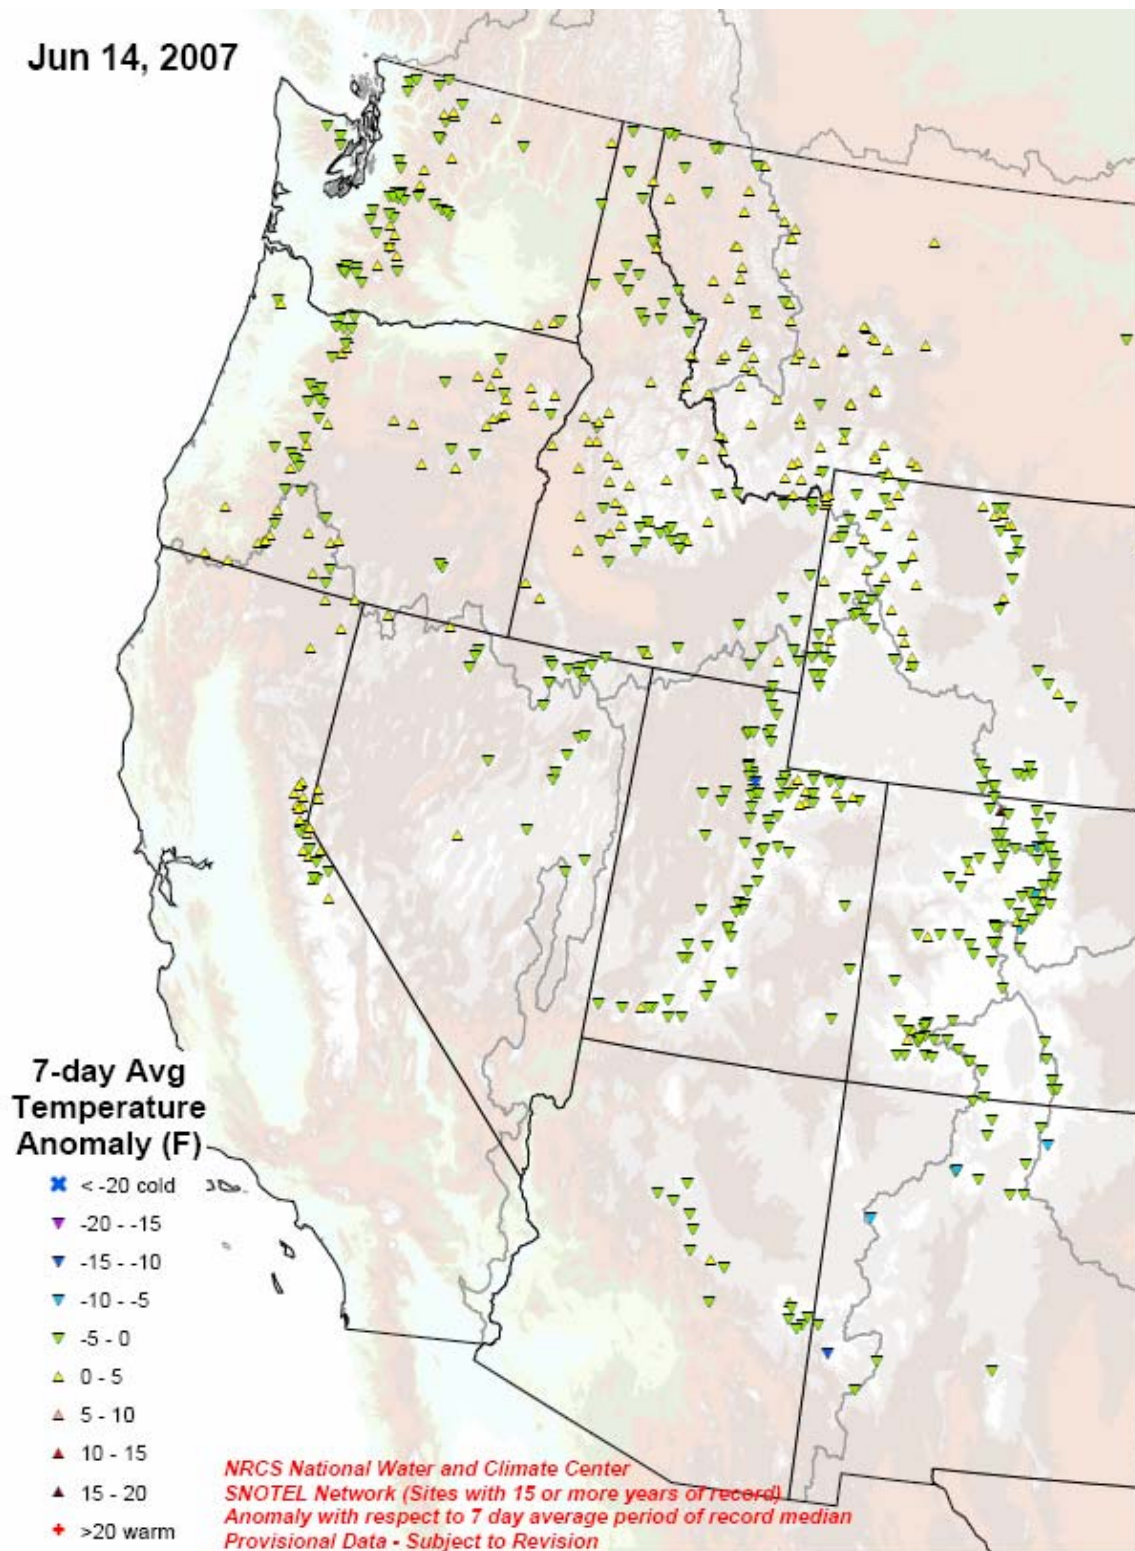 Jun 14, 2007
7-day Avg
Temperature
Anomaly (F)
< -20 cold
-20 - -15
-15 - -10
-10 - -5
-5 - 0
0 - 5
5 - 10
10 - 15
15 - 20
>20 warm
NRCS National Water and Climate Center
SNOTEL Network (Sites with 15 or more years of record)
Anomaly with respect to 7 day average period of record median
Provisional Data - Subject to Revision